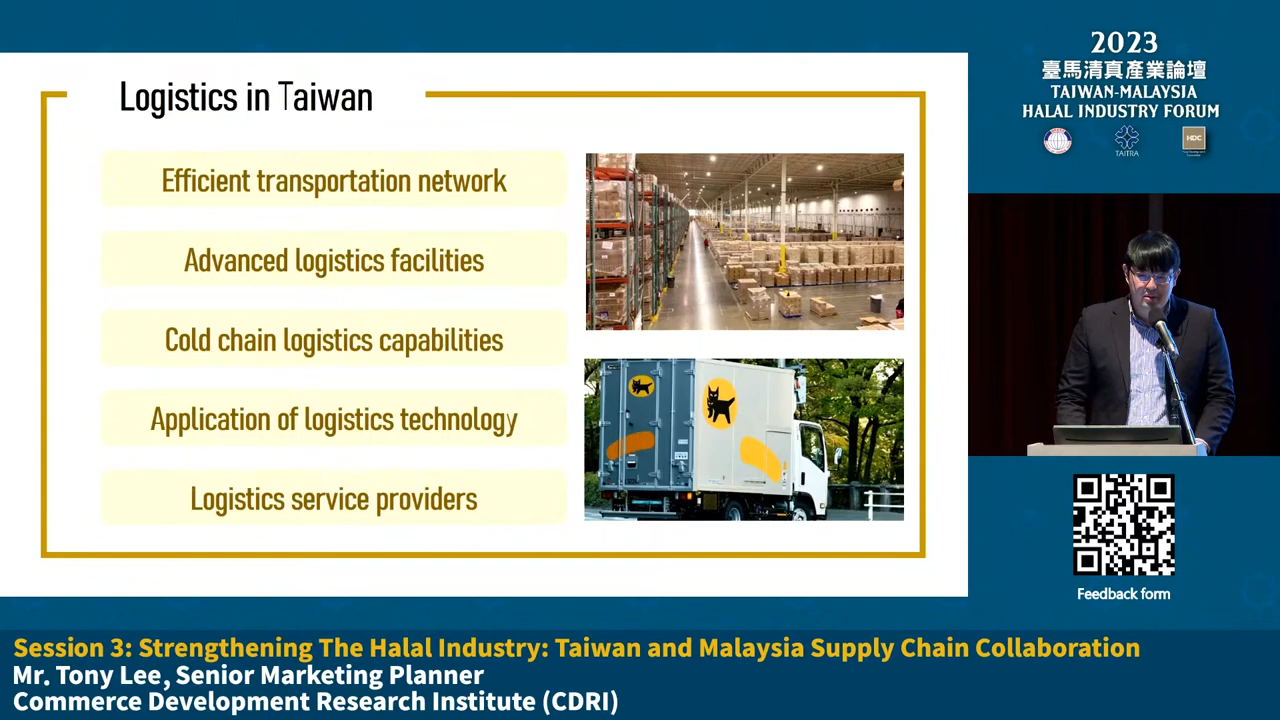 Logistics in Taiwan
Efficient transportation network
Advanced logistics facilities
Cold chain logistics capabilities
Application of logistics technology
Logistics service providers
2023
臺馬清真產業論壇
TAIWAN-MALAYSIA
HALAL INDUSTRY FORUM
TAITRA
HDC
Feedback form
Session 3: Strengthening The Halal Industry: Taiwan and Malaysia Supply Chain Collaboration
Mr. Tony Lee, Senior Marketing Planner
Commerce Development Research Institute (CDRI)